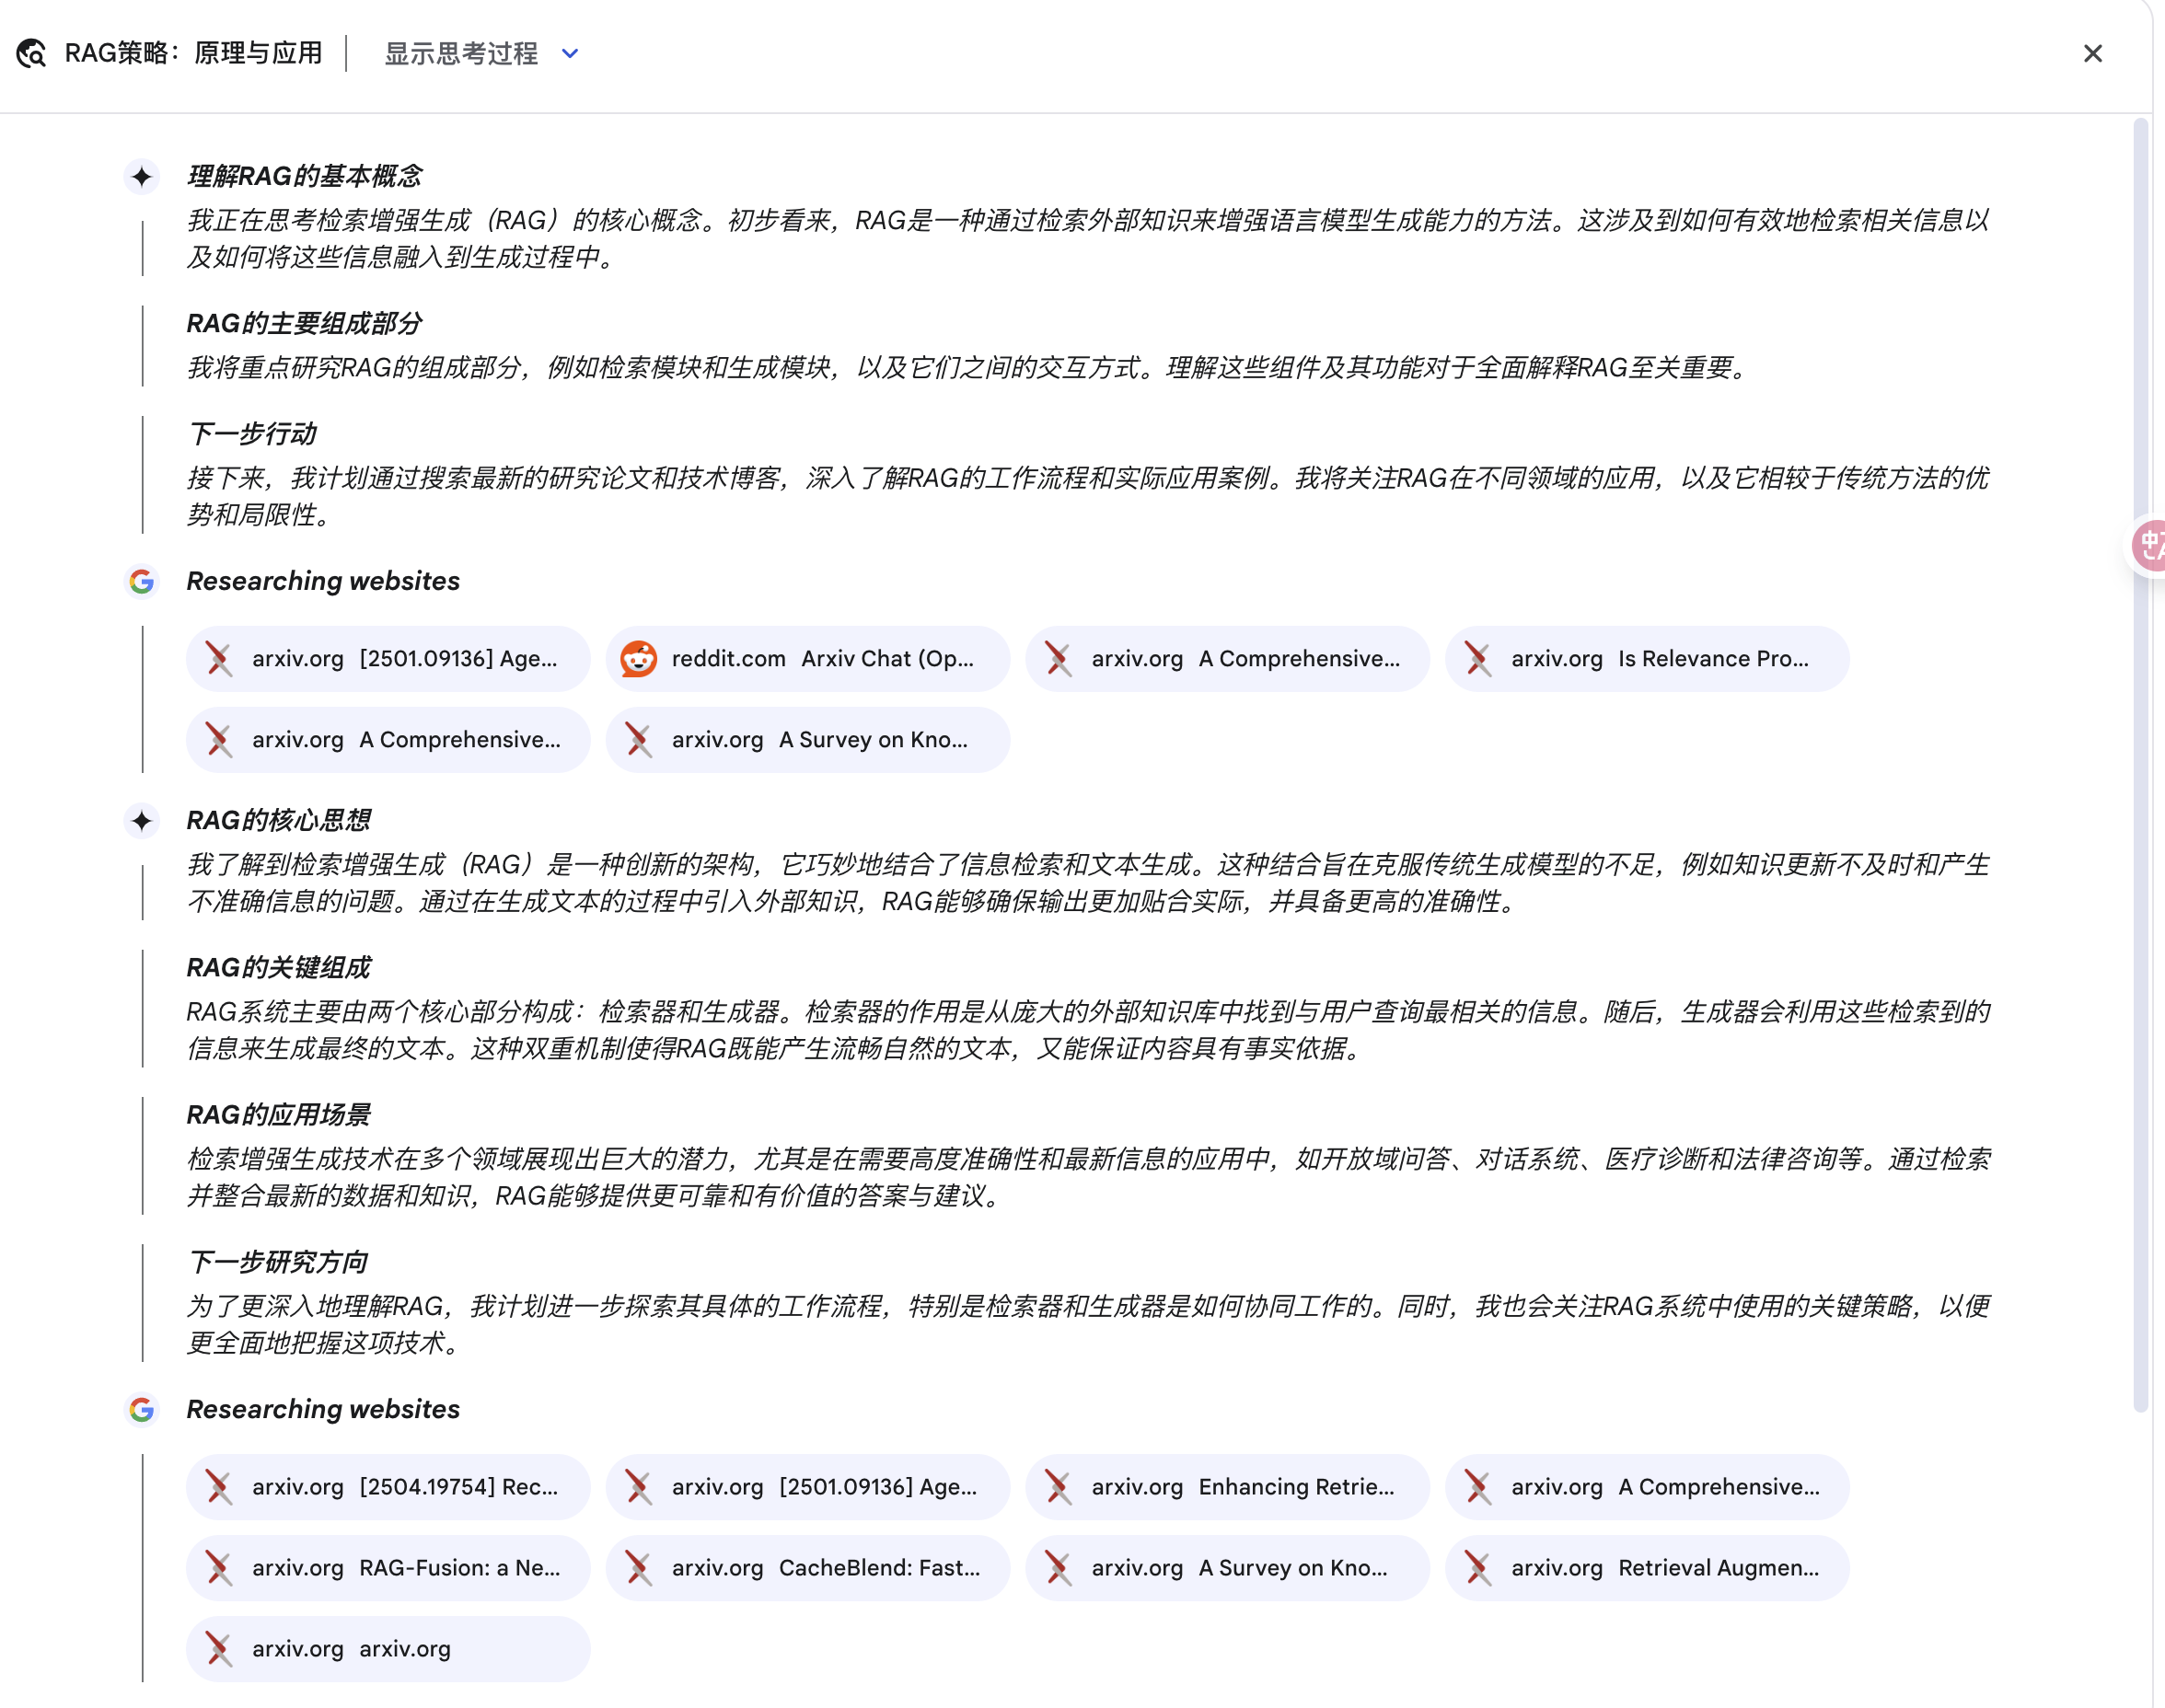 RAG策略：原理与应用
显示思考过程
理解RAG的基本概念
我正在思考检索增强生成（RAG）的核心概念。初步看来，RAG是一种通过检索外部知识来增强语言模型生成能力的方法。这涉及到如何有效地检索相关信息以
及如何将这些信息融入到生成过程中。
RAG的主要组成部分
我将重点研究RAG的组成部分，例如检索模块和生成模块，以及它们之间的交互方式。理解这些组件及其功能对于全面解释RAG至关重要。
下一步行动
接下来，我计划通过搜索最新的研究论文和技术博客，深入了解RAG的工作流程和实际应用案例。我将关注RAG在不同领域的应用，以及它相较于传统方法的优
势和局限性。
Researching websites
arxiv.org [2501.09136] Age...
reddit.com Arxiv Chat (Op...
arxiv.org A Comprehensive...
arxiv.org Is Relevance Pro...
arxiv.org A Comprehensive...
arxiv.org A Survey on Kno...
RAG的核心思想
我了解到检索增强生成（RAG）是一种创新的架构，它巧妙地结合了信息检索和文本生成。这种结合旨在克服传统生成模型的不足，例如知识更新不及时和产生
不准确信息的问题。通过在生成文本的过程中引入外部知识，RAG能够确保输出更加贴合实际，并具备更高的准确性。
RAG的关键组成
RAG系统主要由两个核心部分构成：检索器和生成器。检索器的作用是从庞大的外部知识库中找到与用户查询最相关的信息。随后，生成器会利用这些检索到的
信息来生成最终的文本。这种双重机制使得RAG既能产生流畅自然的文本，又能保证内容具有事实依据。
RAG的应用场景
检索增强生成技术在多个领域展现出巨大的潜力，尤其是在需要高度准确性和最新信息的应用中，如开放域问答、对话系统、医疗诊断和法律咨询等。通过检索
并整合最新的数据和知识，RAG能够提供更可靠和有价值的答案与建议。
下一步研究方向
为了更深入地理解RAG，我计划进一步探索其具体的工作流程，特别是检索器和生成器是如何协同工作的。同时，我也会关注RAG系统中使用的关键策略，以便
更全面地把握这项技术。
Researching websites
arxiv.org [2504.19754] Rec...
arxiv.org [2501.09136] Age...
arxiv.org Enhancing Retrie...
arxiv.org A Comprehensive...
arxiv.org RAG-Fusion: a Ne...
arxiv.org CacheBlend: Fast...
arxiv.org A Survey on Kno...
arxiv.org Retrieval Augmen...
arxiv.org arxiv.org